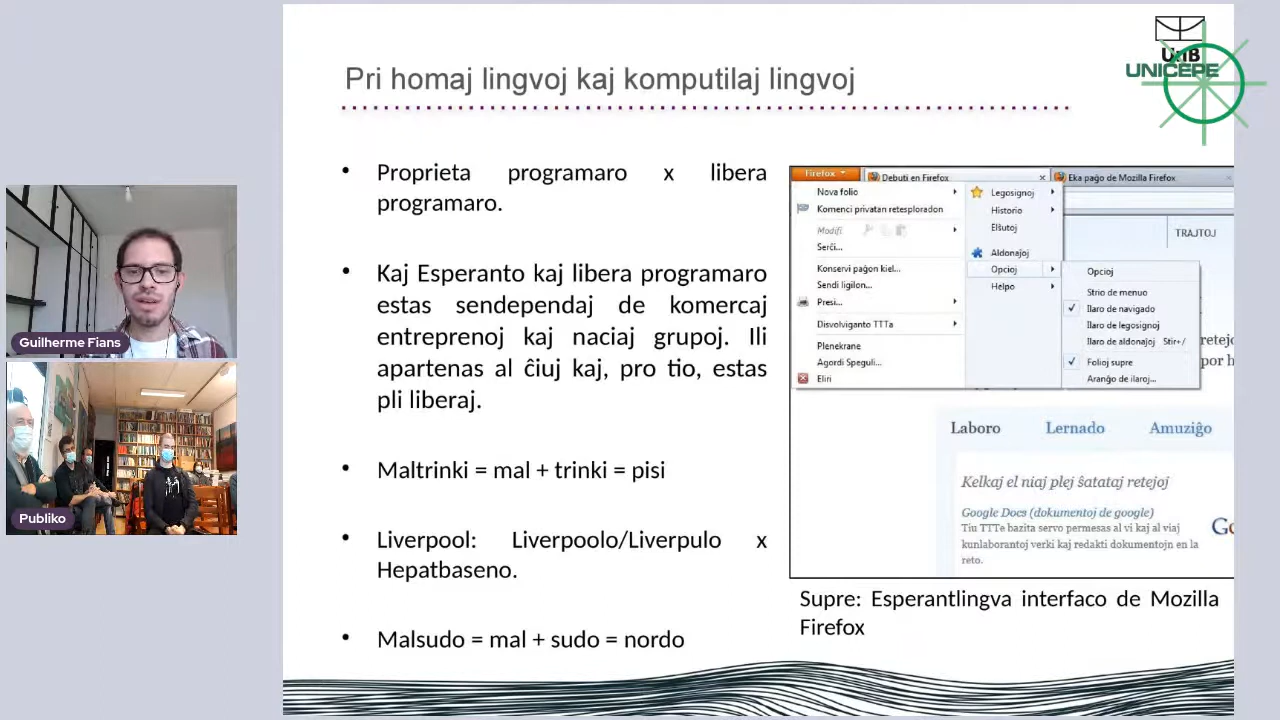 UnB
UNICEPE
Pri homaj lingvoj kaj komputilaj lingvoj
• Proprieta programaro x libera
programaro.
• Kaj Esperanto kaj libera programaro
estas sendependaj de komercaj
entreprenoj kaj naciaj grupoj. Ili
apartenas al ĉiuj kaj, pro tio, estas
pli liberaj.
• Maltrinki = mal + trinki = pisi
• Liverpool: Liverpoolo/Liverpulo x
Hepatbaseno.
• Malsudo = mal + sudo = nordo
Firefox
Debuti en Firefox
Eka paĝo de Mozilla Firefox
Nova folio
Komenci privatan retesploradon
Modifi
Serĉi...
Konservi paĝon kiel...
Sendi ligilon...
Presi...
Disvolviganto TTTa
Plenekrane
Agordi Speguli...
Eliri
Legosignoj
Historio
Elŝutoj
Aldonaĵoj
Opcioj
Helpo
Opcioj
Strio de menuo
Ilaro de navigado
Ilaro de legosignoj
Ilaro de aldonaĵoj Stir+/
Folioj supre
Aranĝo de ilaroj...
TRAJTOJ
retejo
por h
Laboro
Lernado
Amuziĝo
Kelkaj el niaj plej ŝatataj retejoj
Google Docs (dokumentoj de google)
Tiu TTTe bazita servo permesas al vi kaj al viaj
kunlaborantoj verki kaj redakti dokumentojn en la
reto.
Go
Supre: Esperantlingva interfaco de Mozilla
Firefox
Guilherme Fians
Publiko